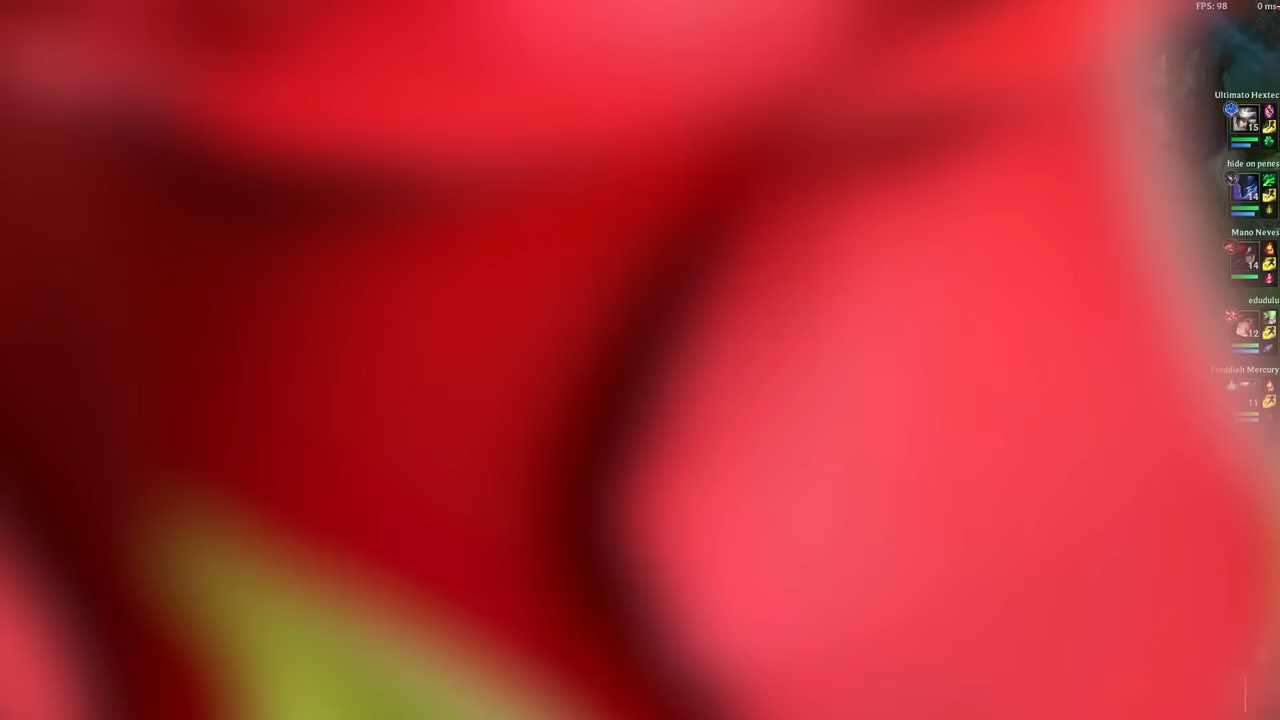 FPS: 98 0 ms
Ultimato Hextec
15
hide on penes
14
Mano Neves
14
edudulu
12
Freddieh Mercury
11